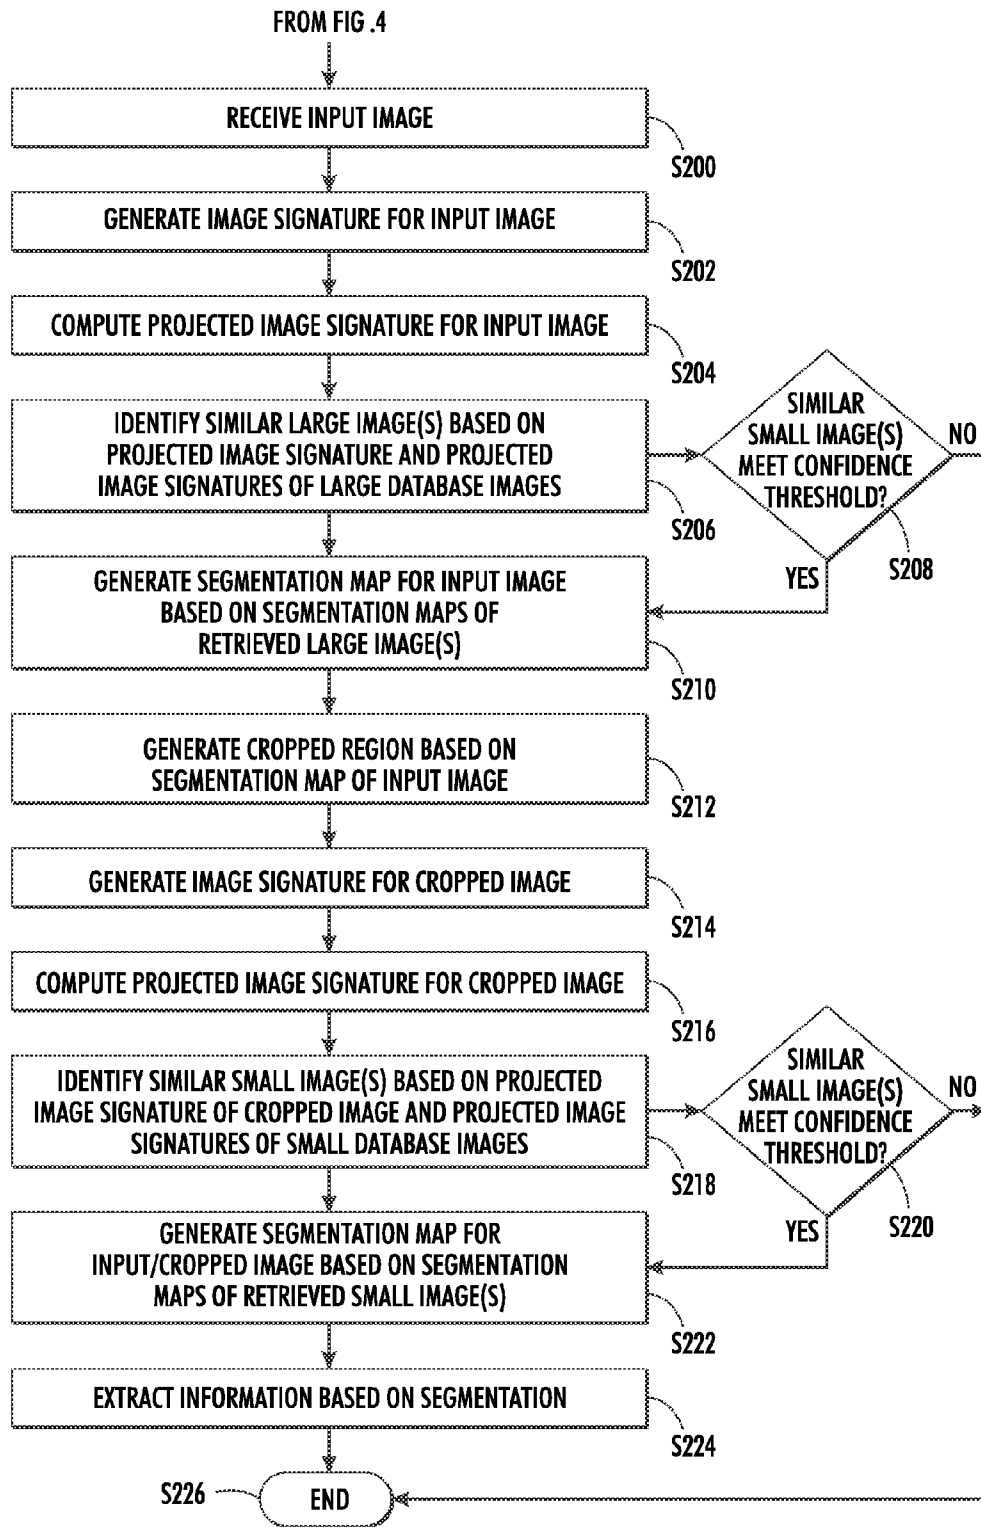 FROM FIG .4
RECEIVE INPUT IMAGE
S200
GENERATE IMAGE SIGNATURE FOR INPUT IMAGE
S202
COMPUTE PROJECTED IMAGE SIGNATURE FOR INPUT IMAGE
S204
IDENTIFY SIMILAR LARGE IMAGE(S) BASED ON
PROJECTED IMAGE SIGNATURE AND PROJECTED
IMAGE SIGNATURES OF LARGE DATABASE IMAGES
S206
SIMILAR
SMALL IMAGE(S)
MEET CONFIDENCE
THRESHOLD?
NO
S208
YES
GENERATE SEGMENTATION MAP FOR INPUT IMAGE
BASED ON SEGMENTATION MAPS OF
RETRIEVED LARGE IMAGE(S)
S210
GENERATE CROPPED REGION BASED ON
SEGMENTATION MAP OF INPUT IMAGE
S212
GENERATE IMAGE SIGNATURE FOR CROPPED IMAGE
S214
COMPUTE PROJECTED IMAGE SIGNATURE FOR CROPPED IMAGE
S216
IDENTIFY SIMILAR SMALL IMAGE(S) BASED ON PROJECTED
IMAGE SIGNATURE OF CROPPED IMAGE AND PROJECTED IMAGE
SIGNATURES OF SMALL DATABASE IMAGES
S218
SIMILAR
SMALL IMAGE(S)
MEET CONFIDENCE
THRESHOLD?
NO
S220
YES
GENERATE SEGMENTATION MAP FOR
INPUT/CROPPED IMAGE BASED ON SEGMENTATION
MAPS OF RETRIEVED SMALL IMAGE(S)
S222
EXTRACT INFORMATION BASED ON SEGMENTATION
S224
S226
END